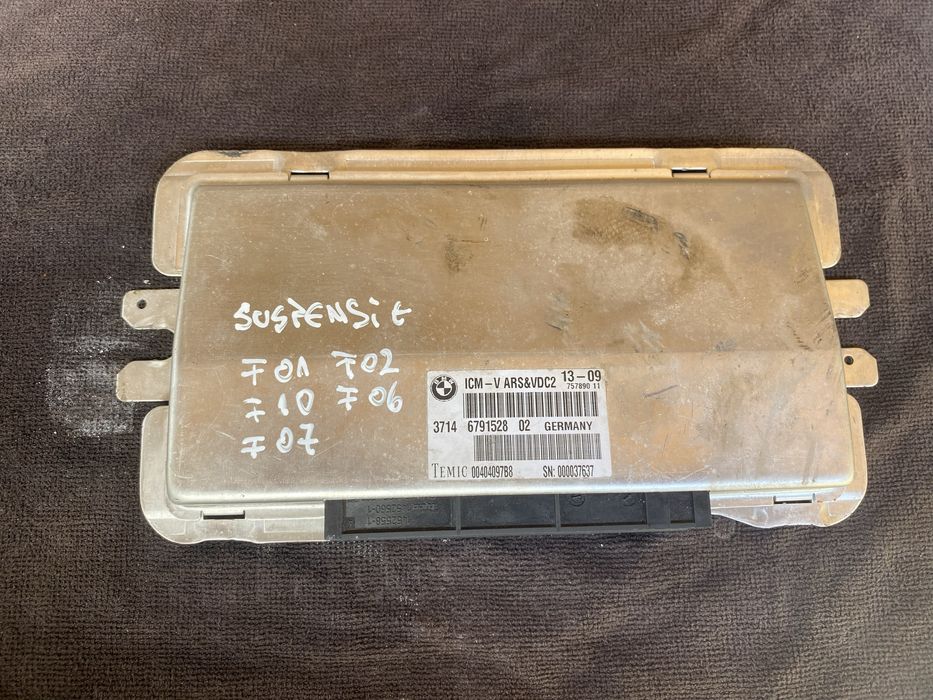 SUSPENSiE
F01 F02
F10 F06
F07
BMW
ICM-V ARS&VDC2 13-09
757890 11
3714 6791528 02 GERMANY
TEMIC 00404097B8 SN: 000037637